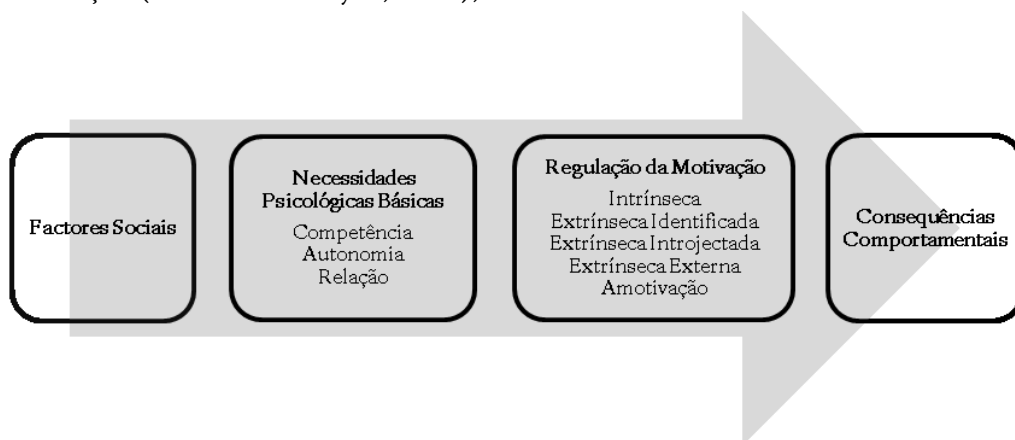 Factores Sociais
Necessidades
Psicológicas Básicas
Competência
Autonomia
Relação
Regulação da Motivação
Intrínseca
Extrínseca Identificada
Extrínseca Introjectada
Extrínseca Externa
Amotivação
Consequências
Comportamentais